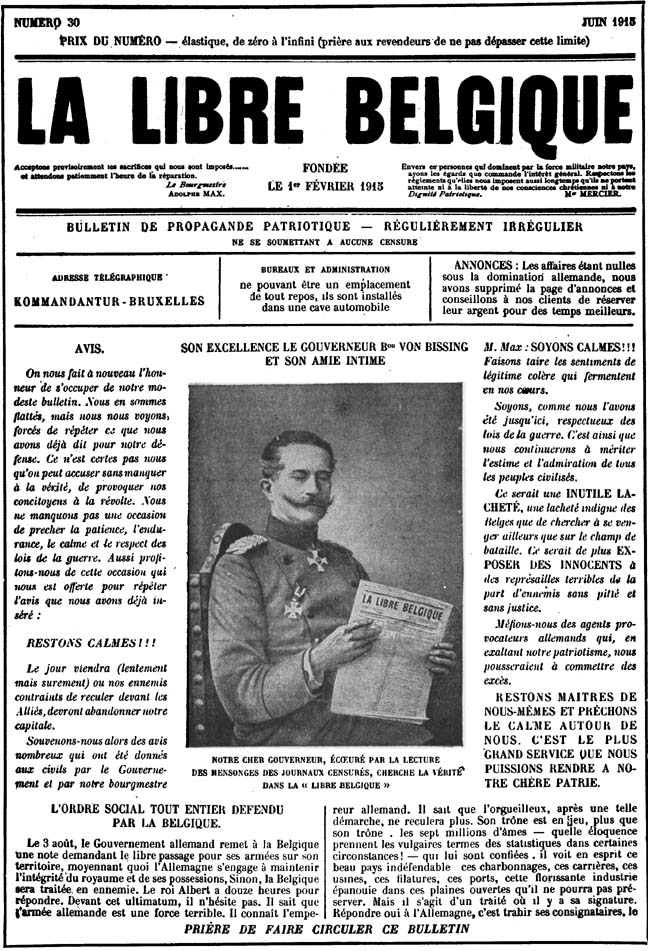 NUMERO 30
JUIN 1915
PRIX DU NUMÉRO — élastique, de zéro à l'infini (prière aux revendeurs de ne pas dépasser cette limite)
LA LIBRE BELGIQUE
Acceptons provisoirement les sacrifices qui nous sont imposés......
et attendons patiemment l'heure de la réparation.
Le Bourgmestre
ADOLPHE MAX.
FONDÉE
LE 1er FÉVRIER 1915
Envers er personnes qui dominent par la force militaire notre pays,
ayons les égards que commande l'intérêt général. Respectons les
règlements qu'elles nous imposent aussi longtemps qu'ils ne portent
atteinte ni à la liberté de nos consciences chrétiennes ni à notre
Dignité Patriotique.
Mgr MERCIER.
BULLETIN DE PROPAGANDE PATRIOTIQUE — RÉGULIÈREMENT IRRÉGULIER
NE SE SOUMETTANT A AUCUNE CENSURE
ADRESSE TÉLÉGRAPHIQUE :
KOMMANDANTUR-BRUXELLES
BUREAUX ET ADMINISTRATION
ne pouvant être un emplacement
de tout repos, ils sont installés
dans une cave automobile
ANNONCES : Les affaires étant nulles
sous la domination allemande, nous
avons supprimé la page d'annonces et
conseillons à nos clients de réserver
leur argent pour des temps meilleurs.
AVIS.
On nous fait à nouveau l'hon-
neur de s'occuper de notre mo-
deste bulletin. Nous en sommes
flattés, mais nous nous voyons,
forcés de répéter ce que nous
avons déjà dit pour notre dé-
fense. Ce n'est certes pas nous
qu'on peut accuser sans manquer
à la vérité, de provoquer nos
concitoyens à la révolte. Nous
ne manquons pas une occasion
de precher la patience, l'endu-
rance, le calme et le respect des
lois de la guerre. Aussi profi-
tons-nous de cette occasion qui
nous est offerte pour répéter
l'avis que nous avons déjà in-
séré :
RESTONS CALMES!!!
Le jour viendra (lentement
mais surement) ou nos ennemis
contraints de reculer devant les
Alliés, devront abandonner notre
capitale.
Souvenons-nous alors des avis
nombreux qui ont été donnés
aux civils par le Gouverne-
ment et par notre bourgmestre
SON EXCELLENCE LE GOUVERNEUR Bon VON BISSING
ET SON AMIE INTIME
LA LIBRE BELGIQUE
NOTRE CHER GOUVERNEUR, ÉCŒURÉ PAR LA LECTURE
DES MENSONGES DES JOURNAUX CENSURÉS, CHERCHE LA VÉRITÉ
DANS LA « LIBRE BELGIQUE »
M. Max : SOYONS CALMES!!!
Faisons taire les sentiments de
légitime colère qui fermentent
en nos cœurs.
Soyons, comme nous l'avons
été jusqu'ici, respectueux des
lois de la guerre. C'est ainsi que
nous continuerons à mériter
l'estime et l'admiration de tous
les peuples civilisés.
Ce serait une INUTILE LA-
CHETÉ, une lacheté indigne des
Belges que de chercher à se ven-
ger ailleurs que sur le champ de
bataille. Ce serait de plus EX-
POSER DES INNOCENTS à
des représailles terribles de la
part d'ennemis sans pitié et
sans justice.
Méfions-nous des agents pro-
vocateurs allemands qui, en
exaltant notre patriotisme, nous
pousseraient à commettre des
excès.
RESTONS MAITRES DE
NOUS-MÊMES ET PRÊCHONS
LE CALME AUTOUR DE
NOUS. C'EST LE PLUS
GRAND SERVICE QUE NOUS
PUISSIONS RENDRE A NO-
TRE CHÈRE PATRIE.
L'ORDRE SOCIAL TOUT ENTIER DEFENDU
PAR LA BELGIQUE.
Le 3 août, le Gouvernement allemand remet à la Belgique
une note demandant le libre passage pour ses armées sur son
territoire, moyennant quoi l'Allemagne s'engage à maintenir
l'intégrité du royaume et de ses possessions, Sinon, la Belgique
sera traitée en ennemie. Le roi Albert a douze heures pour
répondre. Devant cet ultimatum, il n'hésite pas. Il sait que
l'armée allemande est une force terrible. Il connaît l'empe-
reur allemand. Il sait que l'orgueilleux, après une telle
démarche, ne reculera plus. Son trône est en jeu, plus que
son trône . les sept millions d'âmes — quelle éloquence
prennent les vulgaires termes des statistiques dans certaines
circonstances! — qui lui sont confiées . il voit en esprit ce
beau pays indéfendable ces charbonnages, ces carrières, ces
usines, ces filatures, ces ports, cette florissante industrie
épanouie dans ces plaines ouvertes qu'il ne pourra pas pré-
server. Mais il s'agit d'un traité où il y a sa signature.
Répondre oui à l'Allemagne, c'est trahir ses consignataires, le
PRIÈRE DE FAIRE CIRCULER CE BULLETIN